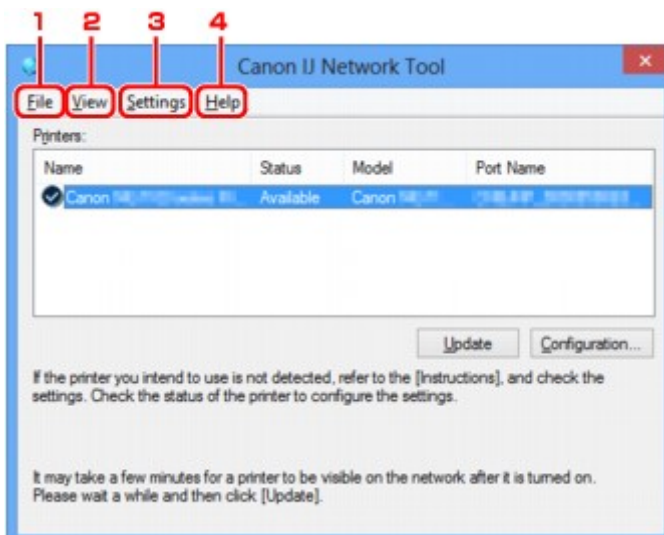 1 2 3 4
Canon IJ Network Tool
File View Settings Help
Printers:
Name Status Model Port Name
Canon Available Canon
Update Configuration...
If the printer you intend to use is not detected, refer to the [Instructions], and check the
settings. Check the status of the printer to configure the settings.
It may take a few minutes for a printer to be visible on the network after it is turned on.
Please wait a while and then click [Update].